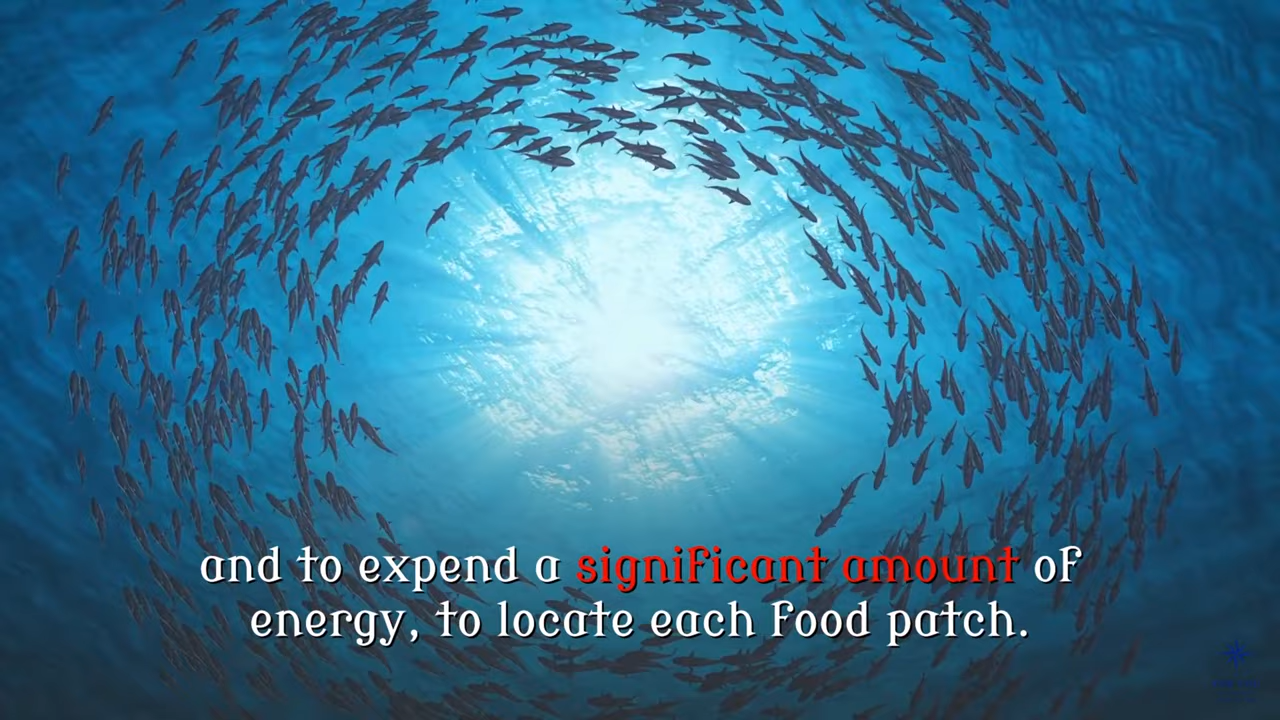 and to expend a significant amount of
energy, to locate each food patch.